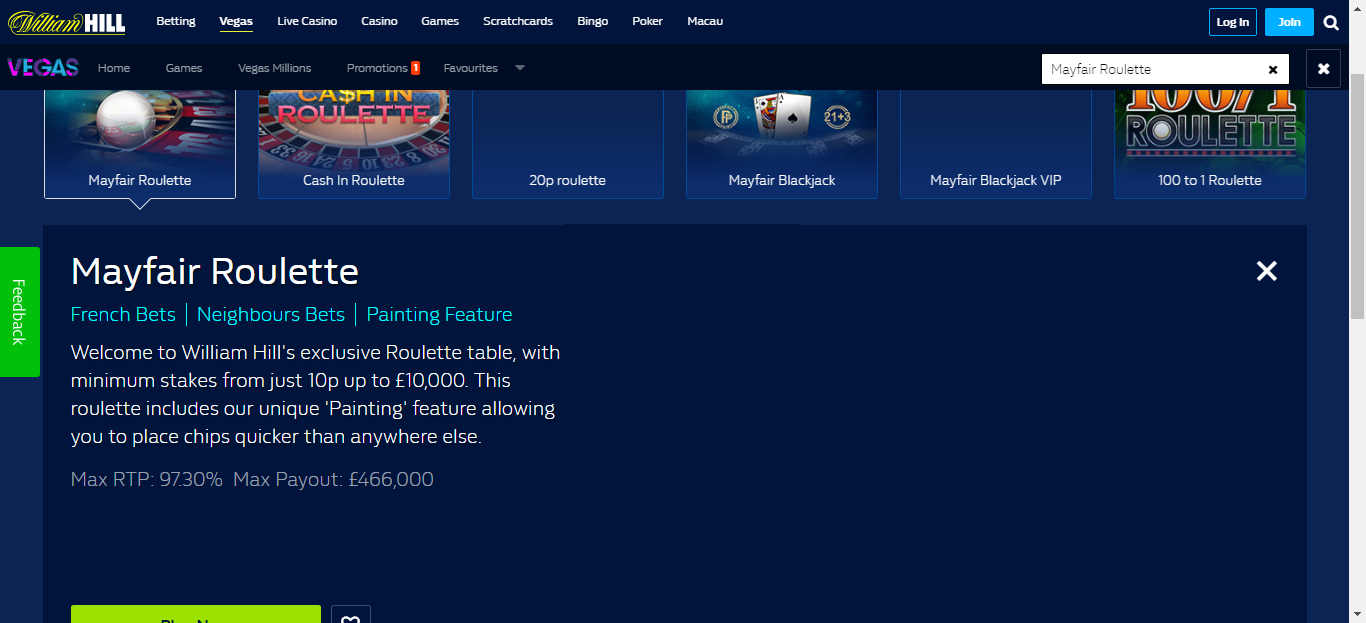 William HILL
Betting Vegas Live Casino Casino Games Scratchcards Bingo Poker Macau Log In Join
VEGAS Home Games Vegas Millions Promotions 1 Favourites Mayfair Roulette
CA$H IN
ROULETTE
21+3
100/1
ROULETTE
Mayfair Roulette
Cash In Roulette
20p roulette
Mayfair Blackjack
Mayfair Blackjack VIP
100 to 1 Roulette
Feedback
Mayfair Roulette
French Bets | Neighbours Bets | Painting Feature
Welcome to William Hill's exclusive Roulette table, with
minimum stakes from just 10p up to £10,000. This
roulette includes our unique 'Painting' feature allowing
you to place chips quicker than anywhere else.
Max RTP: 97.30% Max Payout: £466,000